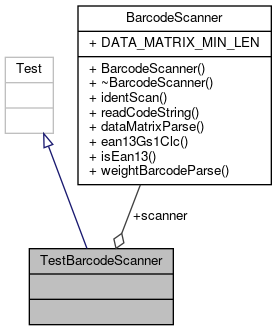 BarcodeScanner
+ DATA_MATRIX_MIN_LEN
+ BarcodeScanner()
+ ~BarcodeScanner()
+ identScan()
+ readCodeString()
+ dataMatrixParse()
+ ean13Gs1Clc()
+ isEan13()
+ weightBarcodeParse()
Test
+scanner
TestBarcodeScanner